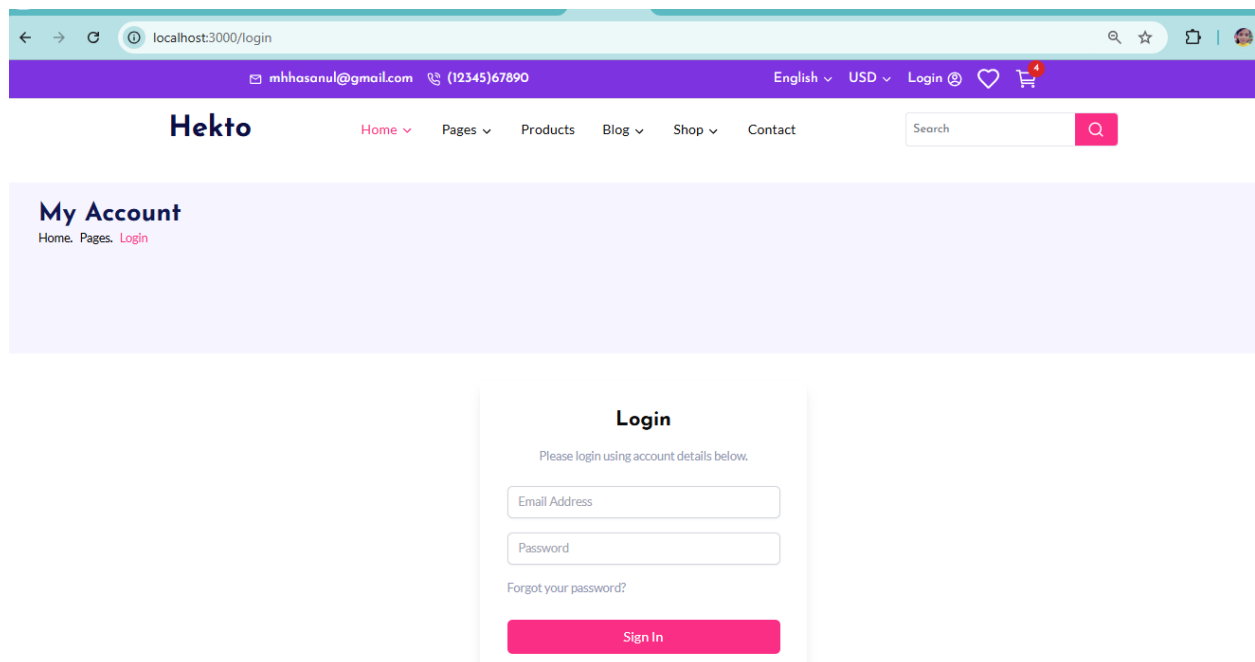 localhost:3000/login
mhhasanul@gmail.com (12345)67890 English USD Login 4
Hekto Home Pages Products Blog Shop Contact Search
My Account
Home. Pages. Login
Login
Please login using account details below.
Email Address
Password
Forgot your password?
Sign In